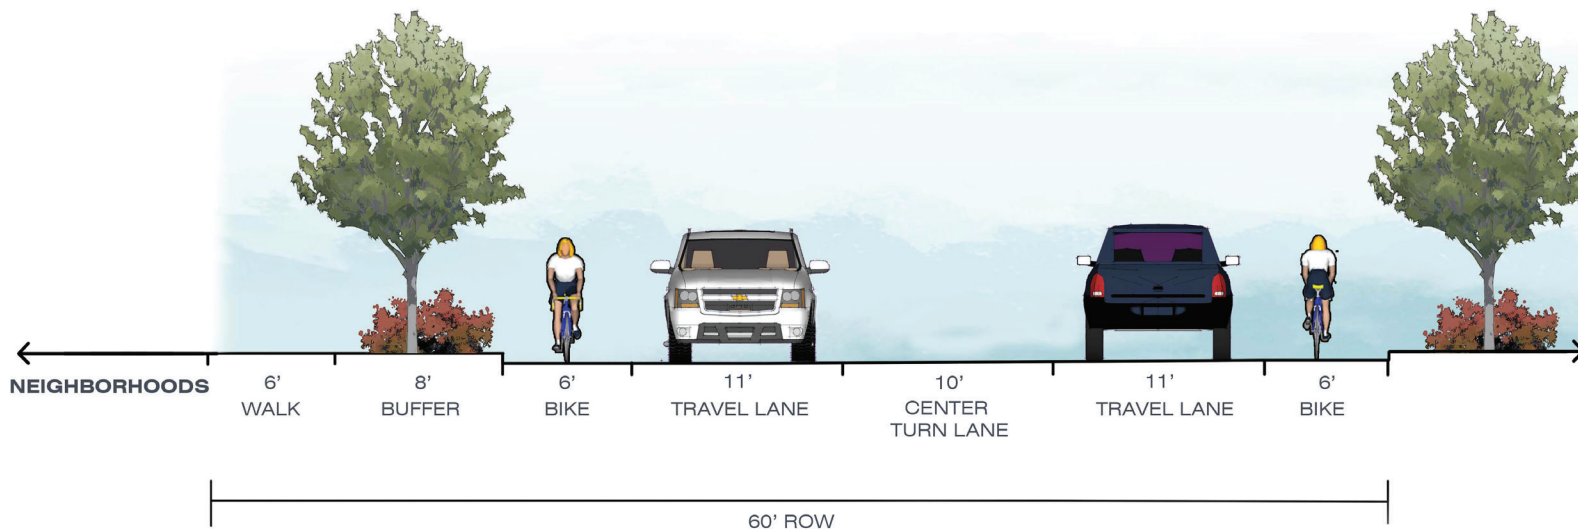 NEIGHBORHOODS
6’
WALK
8’
BUFFER
6’
BIKE
11’
TRAVEL LANE
10’
CENTER
TURN LANE
11’
TRAVEL LANE
6’
BIKE
60’ ROW